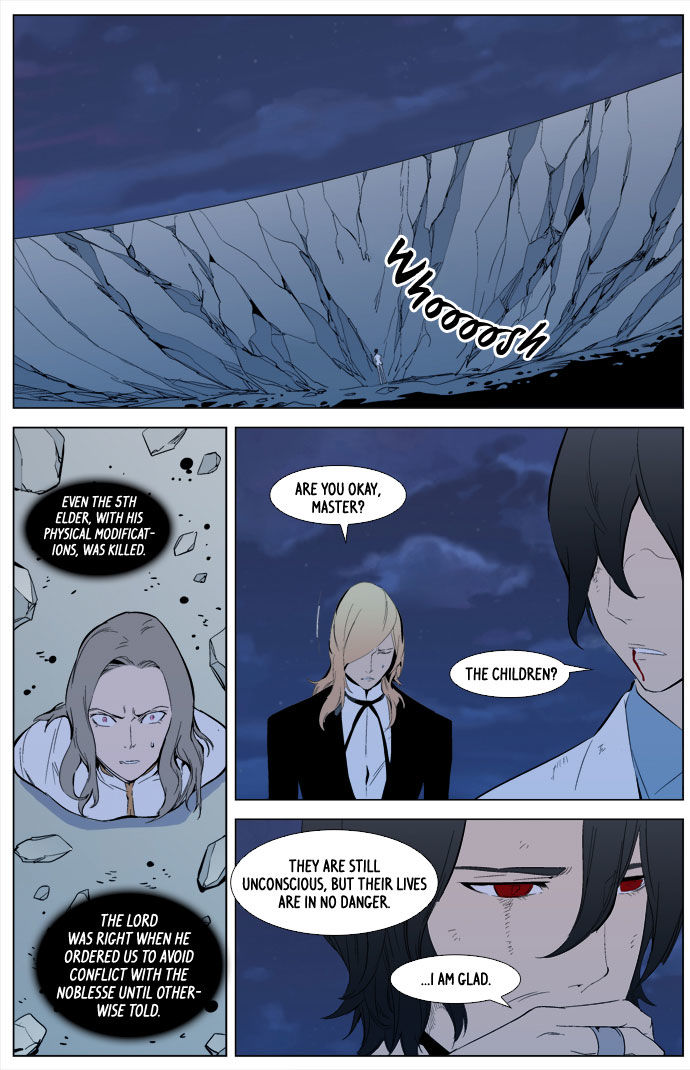 Whoooosh
EVEN THE 5TH
ELDER, WITH HIS
PHYSICAL MODIFICAT-
IONS, WAS KILLED.
THE LORD
WAS RIGHT WHEN HE
ORDERED US TO AVOID
CONFLICT WITH THE
NOBLESSE UNTIL OTHER-
WISE TOLD.
ARE YOU OKAY,
MASTER?
THE CHILDREN?
THEY ARE STILL
UNCONSCIOUS, BUT THEIR LIVES
ARE IN NO DANGER.
...I AM GLAD.